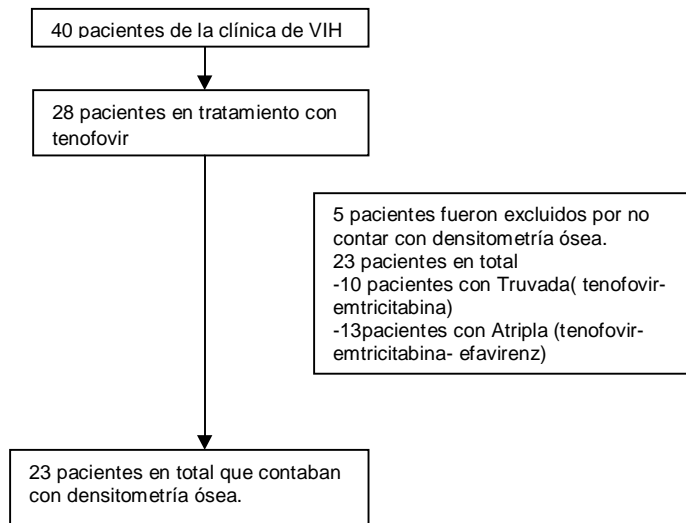 40 pacientes de la clínica de VIH
28 pacientes en tratamiento con
tenofovir
5 pacientes fueron excluidos por no
contar con densitometría ósea.
23 pacientes en total
-10 pacientes con Truvada( tenofovir-
emtricitabina)
-13pacientes con Atripla (tenofovir-
emtricitabina- efavirenz)
23 pacientes en total que contaban
con densitometría ósea.